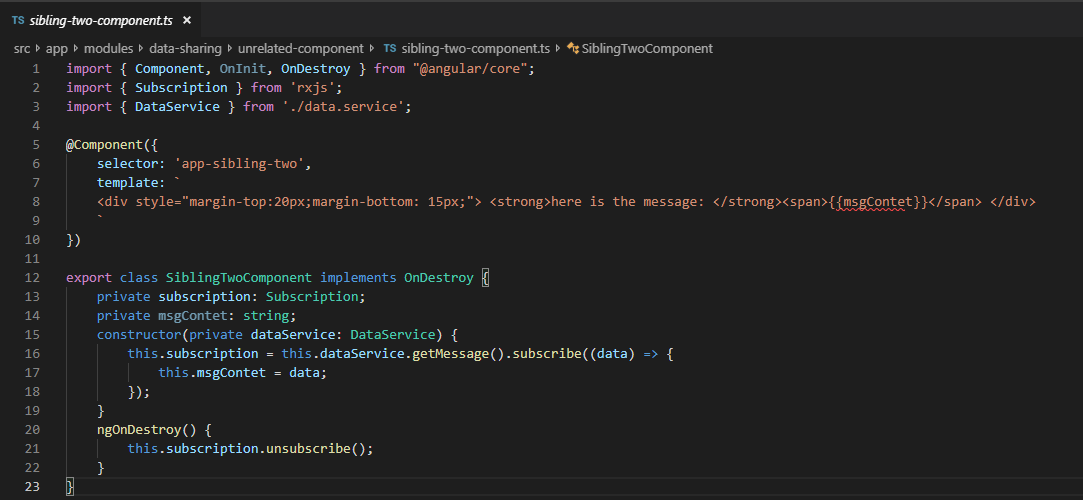 TS sibling-two-component.ts ×
src › app › modules › data-sharing › unrelated-component › TS sibling-two-component.ts › SiblingTwoComponent
1 import { Component, OnInit, OnDestroy } from "@angular/core";
2 import { Subscription } from 'rxjs';
3 import { DataService } from './data.service';
4
5 @Component({
6     selector: 'app-sibling-two',
7     template: `
8     <div style="margin-top:20px;margin-bottom: 15px;"> <strong>here is the message: </strong><span>{{msgContet}}</span> </div>
9     `
10 })
11
12 export class SiblingTwoComponent implements OnDestroy {
13     private subscription: Subscription;
14     private msgContet: string;
15     constructor(private dataService: DataService) {
16         this.subscription = this.dataService.getMessage().subscribe((data) => {
17             this.msgContet = data;
18         });
19     }
20     ngOnDestroy() {
21         this.subscription.unsubscribe();
22     }
23 }